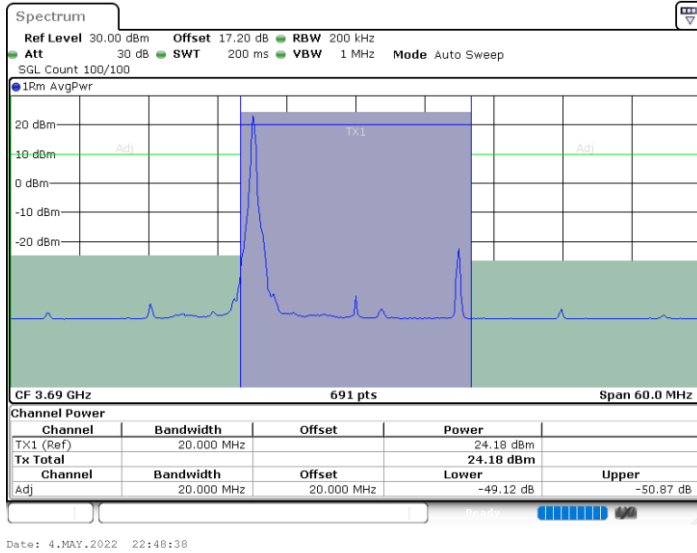 Spectrum
Ref Level 30.00 dBm Offset 17.20 dB RBW 200 kHz
Att 30 dB SWT 200 ms VBW 1 MHz Mode Auto Sweep
SGL Count 100/100
1Rm AvgPwr
TX1
20 dBm
Adj Adj
10 dBm
0 dBm
-10 dBm
-20 dBm
CF 3.69 GHz 691 pts Span 60.0 MHz
Channel Power
Channel Bandwidth Offset Power
TX1 (Ref) 20.000 MHz 24.18 dBm
Tx Total 24.18 dBm
Channel Bandwidth Offset Lower Upper
Adj 20.000 MHz 20.000 MHz -49.12 dB -50.87 dB
Ready
Date: 4.MAY.2022 22:48:38